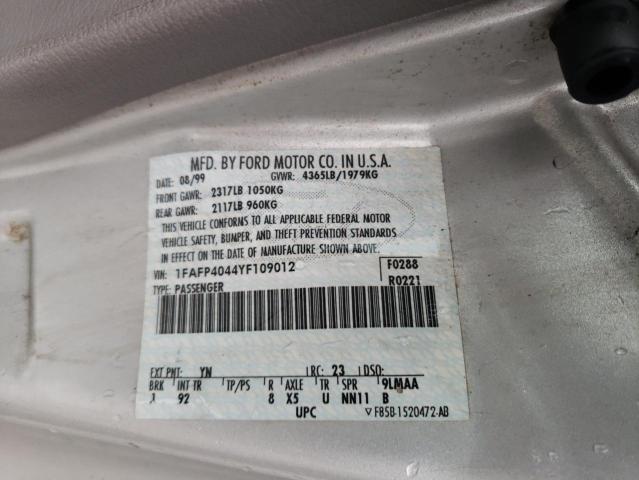 MFD. BY FORD MOTOR CO. IN U.S.A.
DATE: 08/99 GVWR: 4365LB/1979KG
FRONT GAWR: 2317LB 1050KG
REAR GAWR: 2117LB 960KG
THIS VEHICLE CONFORMS TO ALL APPLICABLE FEDERAL MOTOR
VEHICLE SAFETY, BUMPER, AND THEFT PREVENTION STANDARDS
IN EFFECT ON THE DATE OF MANUFACTURE SHOWN ABOVE.
VIN: 1FAFP4044YF109012 F0288
TYPE: PASSENGER R0221
EXT PNT: YN RC: 23 DSO:
BRK INT TR TP/PS R AXLE TR SPR 9LMAA
92 8 X5 U NN11 B
UPC ▽ F85B-1520472-AB